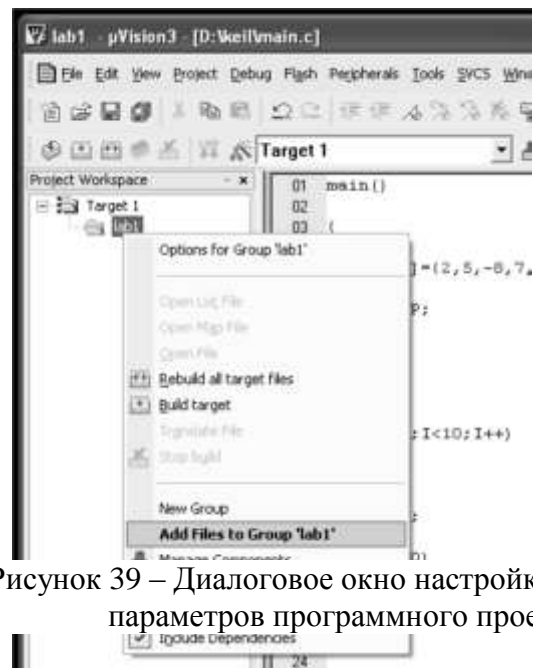 lab1 - µVision3 - [D:\keil\main.c]
File Edit View Project Debug Flash Peripherals Tools SVCS Wind
Target 1
Project Workspace
01 main()
02
03 {
Target 1
lab1
Options for Group 'lab1'
]=(2,5,-8,7,
Open List File
P;
Open Map File
Open File
Rebuild all target files
Build target
Translate File
;I<10;I++)
Stop build
New Group
;
Add Files to Group 'lab1'
Manage Components
0)
Рисунок 39 – Диалоговое окно настройк
параметров программного прое
Include Dependencies
24